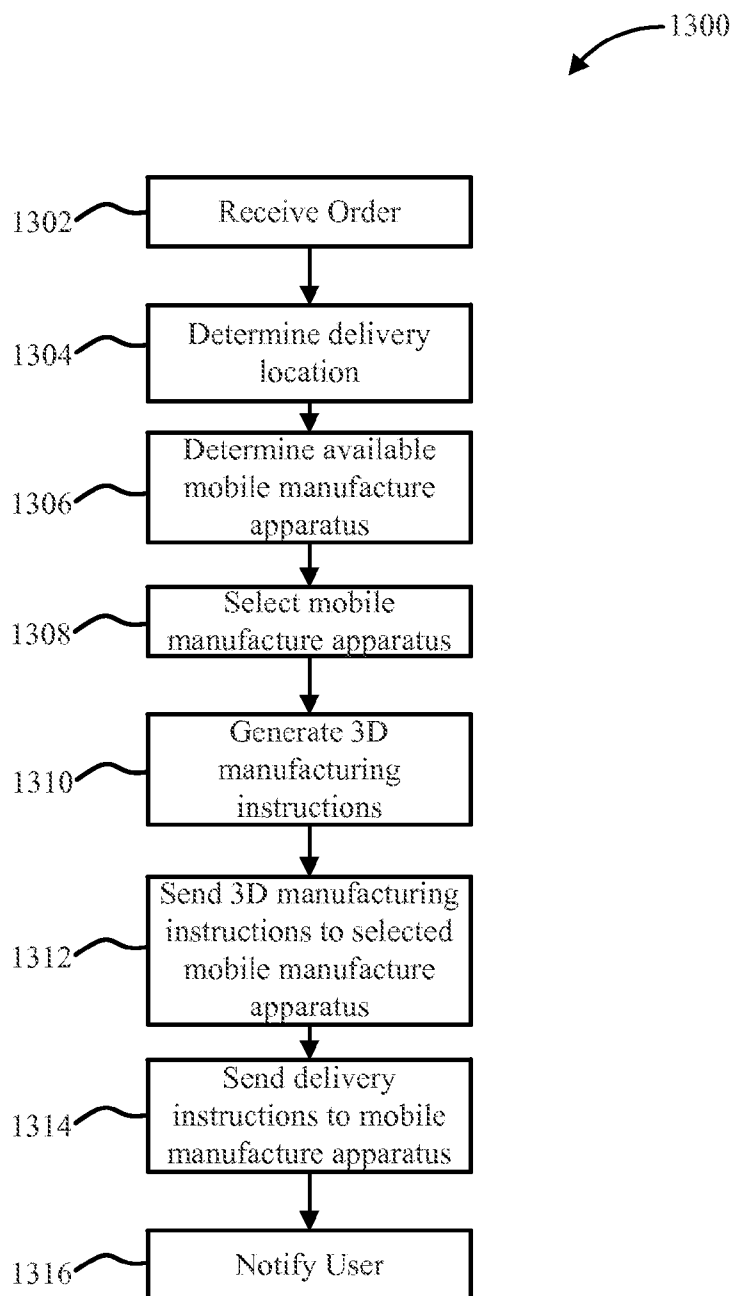 1300
1302
Receive Order
1304
Determine delivery
location
1306
Determine available
mobile manufacture
apparatus
1308
Select mobile
manufacture apparatus
1310
Generate 3D
manufacturing
instructions
1312
Send 3D manufacturing
instructions to selected
mobile manufacture
apparatus
1314
Send delivery
instructions to mobile
manufacture apparatus
1316
Notify User